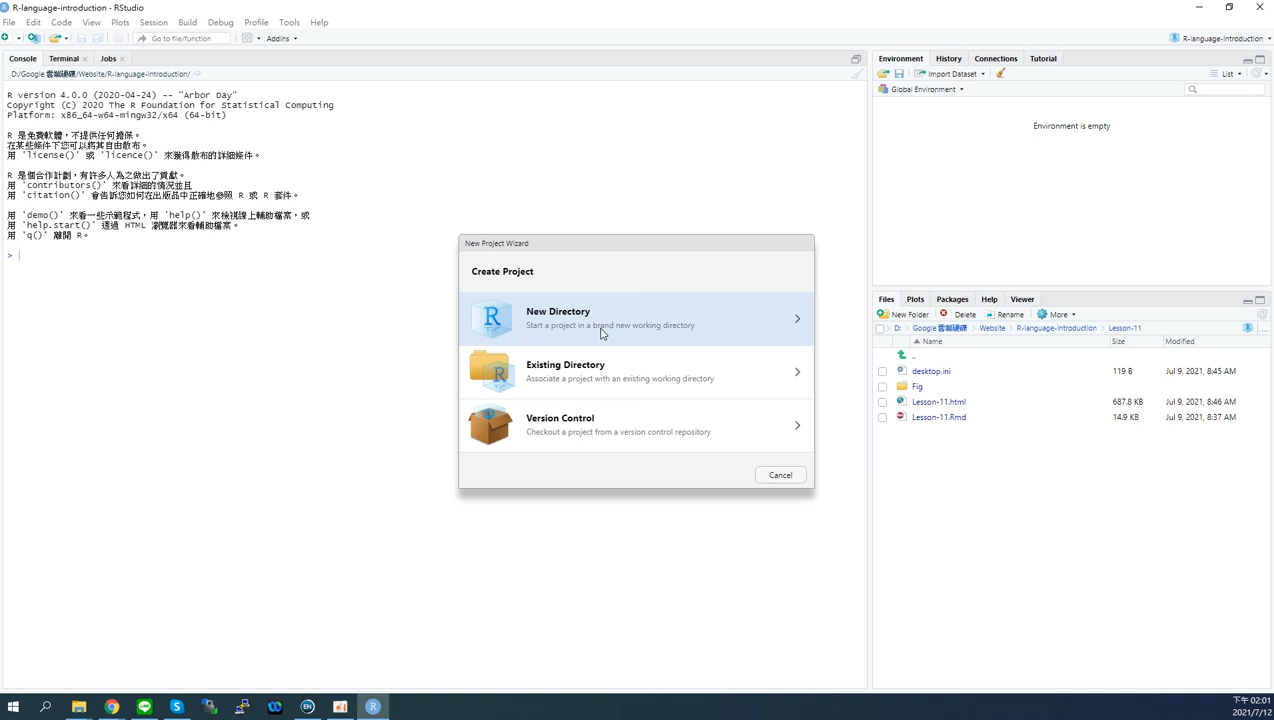 R-language-introduction - RStudio
File Edit Code View Plots Session Build Debug Profile Tools Help
Go to file/function Addins R-language-introduction
Console Terminal Jobs
D:/Google 雲端硬碟/Website/R-language-introduction/
R version 4.0.0 (2020-04-24) -- "Arbor Day"
Copyright (C) 2020 The R Foundation for Statistical Computing
Platform: x86_64-w64-mingw32/x64 (64-bit)
R 是免費軟體，不提供任何擔保。
在某些條件下您可以將其自由散布。
用 'license()' 或 'licence()' 來獲得散布的詳細條件。
R 是個合作計劃，有許多人為之做出了貢獻。
用 'contributors()' 來看詳細的情況並且
用 'citation()' 會告訴您如何在出版品中正確地參照 R 或 R 套件。
用 'demo()' 來看一些示範程式，用 'help()' 來檢視線上輔助檔案，或
用 'help.start()' 透過 HTML 瀏覽器來看輔助檔案。
用 'q()' 離開 R。
>
New Project Wizard
Create Project
New Directory
Start a project in a brand new working directory
Existing Directory
Associate a project with an existing working directory
Version Control
Checkout a project from a version control repository
Cancel
Environment History Connections Tutorial
Import Dataset List
Global Environment
Environment is empty
Files Plots Packages Help Viewer
New Folder Delete Rename More
D: Google 雲端硬碟 Website R-language-introduction Lesson-11
Name Size Modified
..
desktop.ini 119 B Jul 9, 2021, 8:45 AM
Fig
Lesson-11.html 687.8 KB Jul 9, 2021, 8:46 AM
Lesson-11.Rmd 14.9 KB Jul 9, 2021, 8:37 AM
下午 02:01
2021/7/12